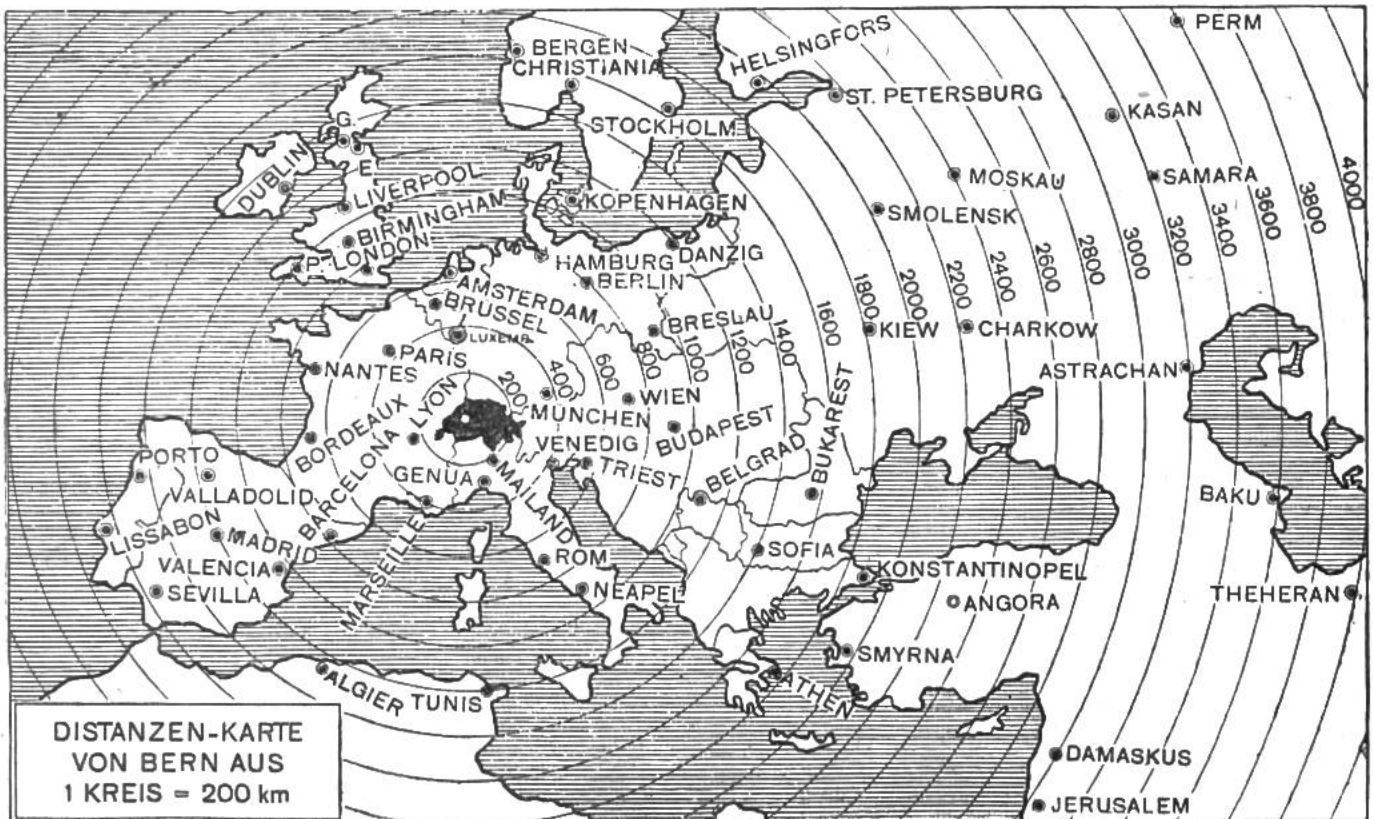 PERM
BERGEN
CHRISTIANIA
HELSINGFORS
ST. PETERSBURG
KASAN
G.
STOCKHOLM
E.
DUBLIN
LIVERPOOL
MOSKAU
SAMARA
4000
KOPENHAGEN
SMOLENSK
BIRMINGHAM
P.
LONDON
HAMBURG
DANZIG
BERLIN
AMSTERDAM
BRÜSSEL
BRESLAU
KIEW
CHARKOW
LUXEMB.
PARIS
NANTES
ASTRACHAN
200
400
600
800
1000
1200
1400
1600
1800
2000
2200
2400
2600
2800
3000
3200
3400
3600
3800
WIEN
MÜNCHEN
BORDEAUX
LYON
VENEDIG
BUDAPEST
BUKAREST
PORTO
VALLADOLID
BARCELONA
GENUA
MAILAND
TRIEST
BELGRAD
BAKU
LISSABON
MADRID
MARSEILLE
ROM
SOFIA
VALENCIA
KONSTANTINOPEL
SEVILLA
NEAPEL
ANGORA
THEHERAN
SMYRNA
ALGIER
TUNIS
ATHEN
DAMASKUS
JERUSALEM
DISTANZEN-KARTE
VON BERN AUS
1 KREIS = 200 km